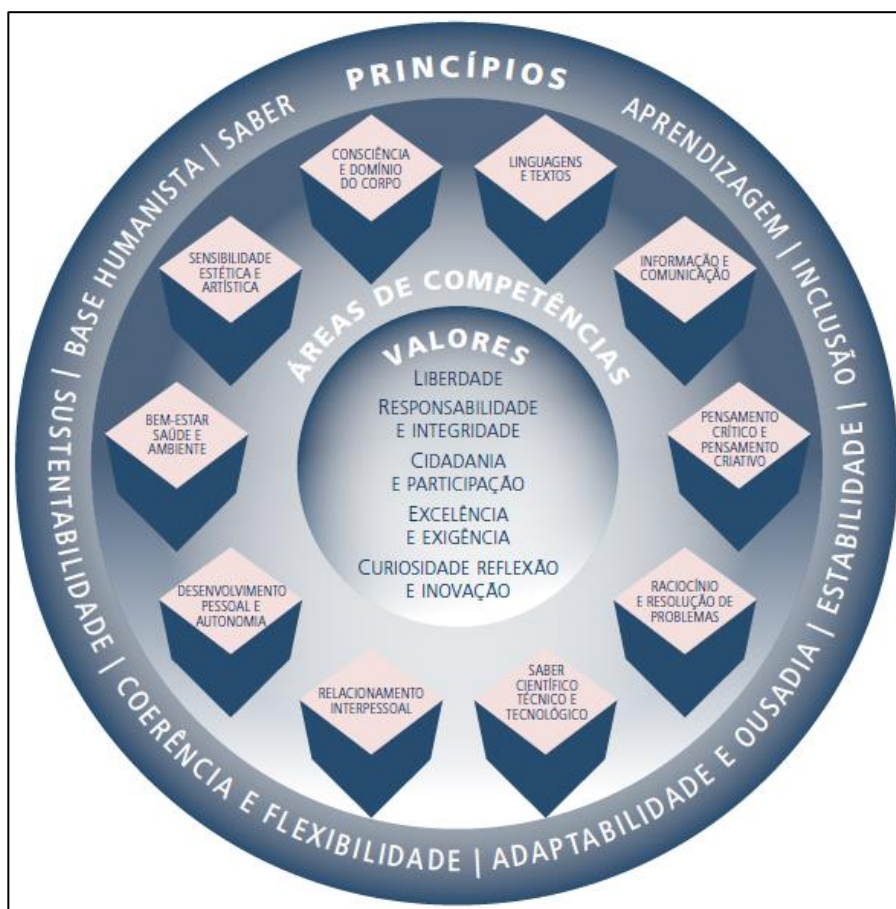 PRINCÍPIOS
BASE HUMANISTA | SABER
APRENDIZAGEM | INCLUSÃO | ESTABILIDADE |
ADAPTABILIDADE E OUSADIA |
COERÊNCIA E FLEXIBILIDADE |
SUSTENTABILIDADE |
CONSCIÊNCIA
E DOMÍNIO
DO CORPO
LINGUAGENS
E TEXTOS
INFORMAÇÃO E
COMUNICAÇÃO
PENSAMENTO
CRÍTICO E
PENSAMENTO
CRIATIVO
RACIOCÍNIO
E RESOLUÇÃO DE
PROBLEMAS
SABER
CIENTÍFICO
TÉCNICO E
TECNOLÓGICO
RELACIONAMENTO
INTERPESSOAL
DESENVOLVIMENTO
PESSOAL E
AUTONOMIA
BEM-ESTAR
SAÚDE E
AMBIENTE
SENSIBILIDADE
ESTÉTICA E
ARTÍSTICA
ÁREAS DE COMPETÊNCIAS
VALORES
LIBERDADE
RESPONSABILIDADE
E INTEGRIDADE
CIDADANIA
E PARTICIPAÇÃO
EXCELÊNCIA
E EXIGÊNCIA
CURIOSIDADE REFLEXÃO
E INOVAÇÃO